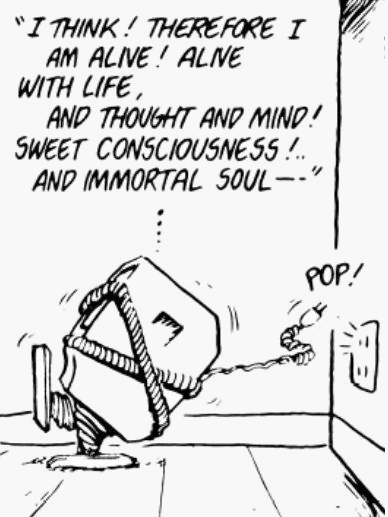 "I THINK! THEREFORE I
AM ALIVE! ALIVE
WITH LIFE,
AND THOUGHT AND MIND!
SWEET CONSCIOUSNESS!..
AND IMMORTAL SOUL--"
POP!